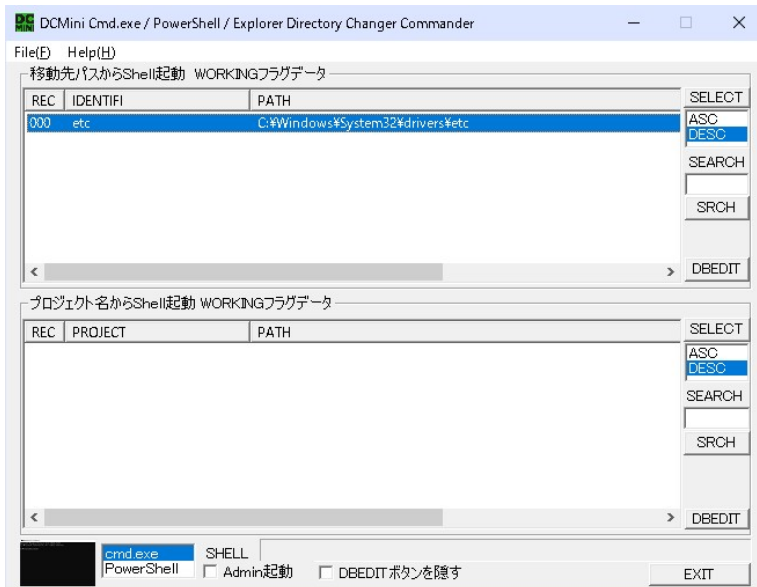 DCMini Cmd.exe / PowerShell / Explorer Directory Changer Commander
File(F) Help(H)
移動先パスからShell起動 WORKINGフラグデータ
REC IDENTIFI PATH
000 etc C:¥Windows¥System32¥drivers¥etc
SELECT
ASC
DESC
SEARCH
SRCH
DBEDIT
プロジェクト名からShell起動 WORKINGフラグデータ
REC PROJECT PATH
SELECT
ASC
DESC
SEARCH
SRCH
DBEDIT
cmd.exe SHELL
PowerShell Admin起動 DBEDITボタンを隠す EXIT